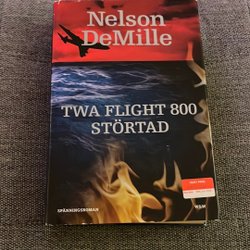 Nelson
DeMille
TWA FLIGHT 800
STÖRTAD
SPÄNNINGSROMAN